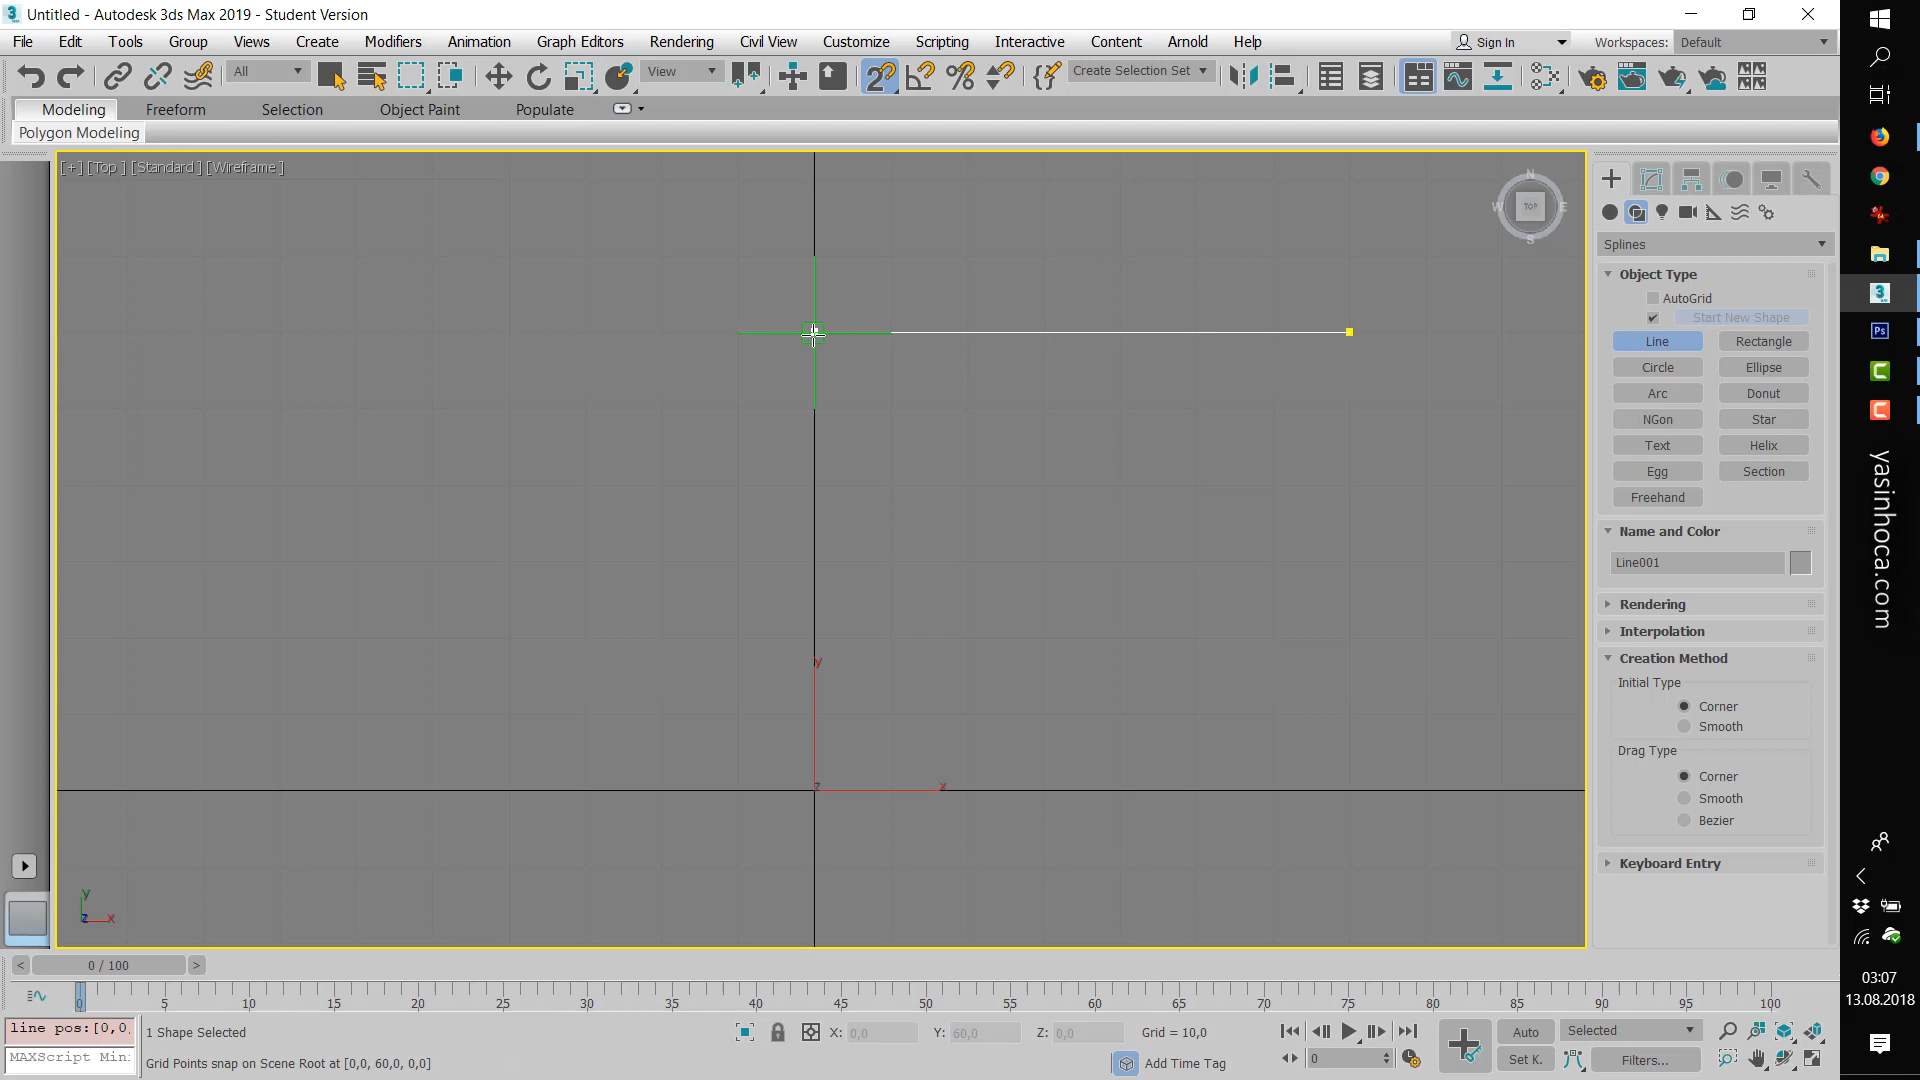 Untitled - Autodesk 3ds Max 2019 - Student Version
File Edit Tools Group Views Create Modifiers Animation Graph Editors Rendering Civil View Customize Scripting Interactive Content Arnold Help
Sign In Workspaces: Default
All View Create Selection Set
Modeling Freeform Selection Object Paint Populate
Polygon Modeling
[+] [Top ] [Standard ] [Wireframe ]
N
W TOP E
S
y
z x
y
z x
Splines
Object Type
AutoGrid
Start New Shape
Line Rectangle
Circle Ellipse
Arc Donut
NGon Star
Text Helix
Egg Section
Freehand
Name and Color
Line001
Rendering
Interpolation
Creation Method
Initial Type
Corner
Smooth
Drag Type
Corner
Smooth
Bezier
Keyboard Entry
yasinhoca.com
03:07
13.08.2018
< 0 / 100 >
0 5 10 15 20 25 30 35 40 45 50 55 60 65 70 75 80 85 90 95 100
line pos:[0,0,
MAXScript Mini
1 Shape Selected
X: 0,0 Y: 60,0 Z: 0,0 Grid = 10,0
Grid Points snap on Scene Root at [0,0, 60,0, 0,0]
Add Time Tag
0
Auto Selected
Set K. Filters...